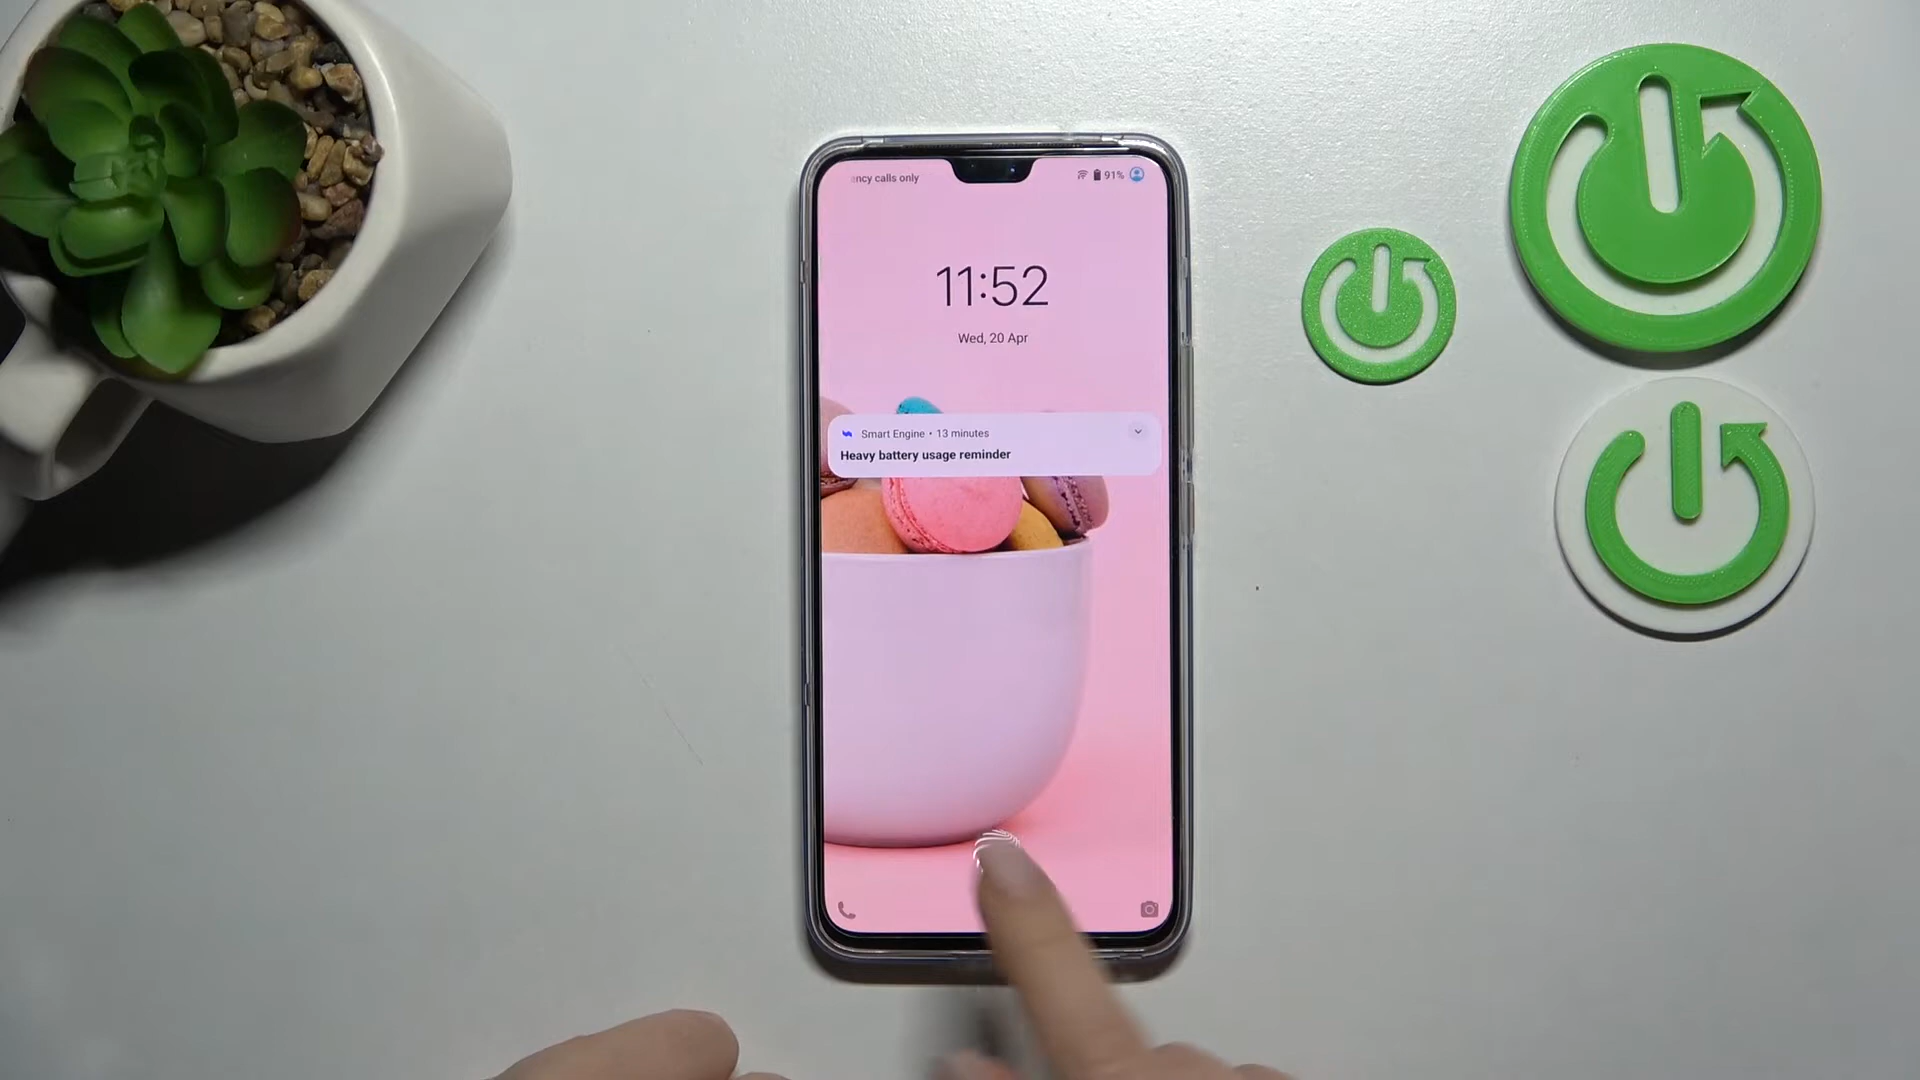 ncy calls only
91%
11:52
Wed, 20 Apr
Smart Engine • 13 minutes
Heavy battery usage reminder